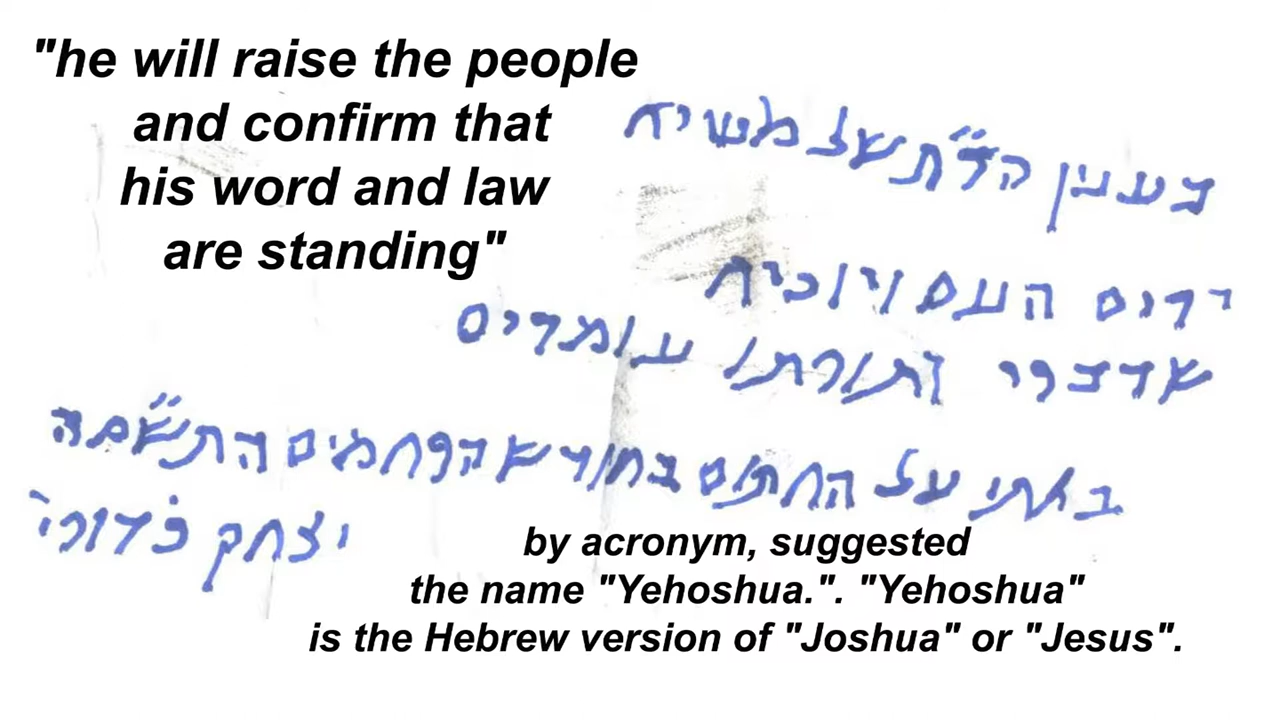 "he will raise the people
and confirm that
his word and law
are standing"
בענין הר״ת של משיח
ירים העם ויוכיח
שדברו ותורתו עומדים
באתי על החתום בחודש הרחמים התשס״ה
יצחק כדורי
by acronym, suggested
the name "Yehoshua.". "Yehoshua"
is the Hebrew version of "Joshua" or "Jesus".